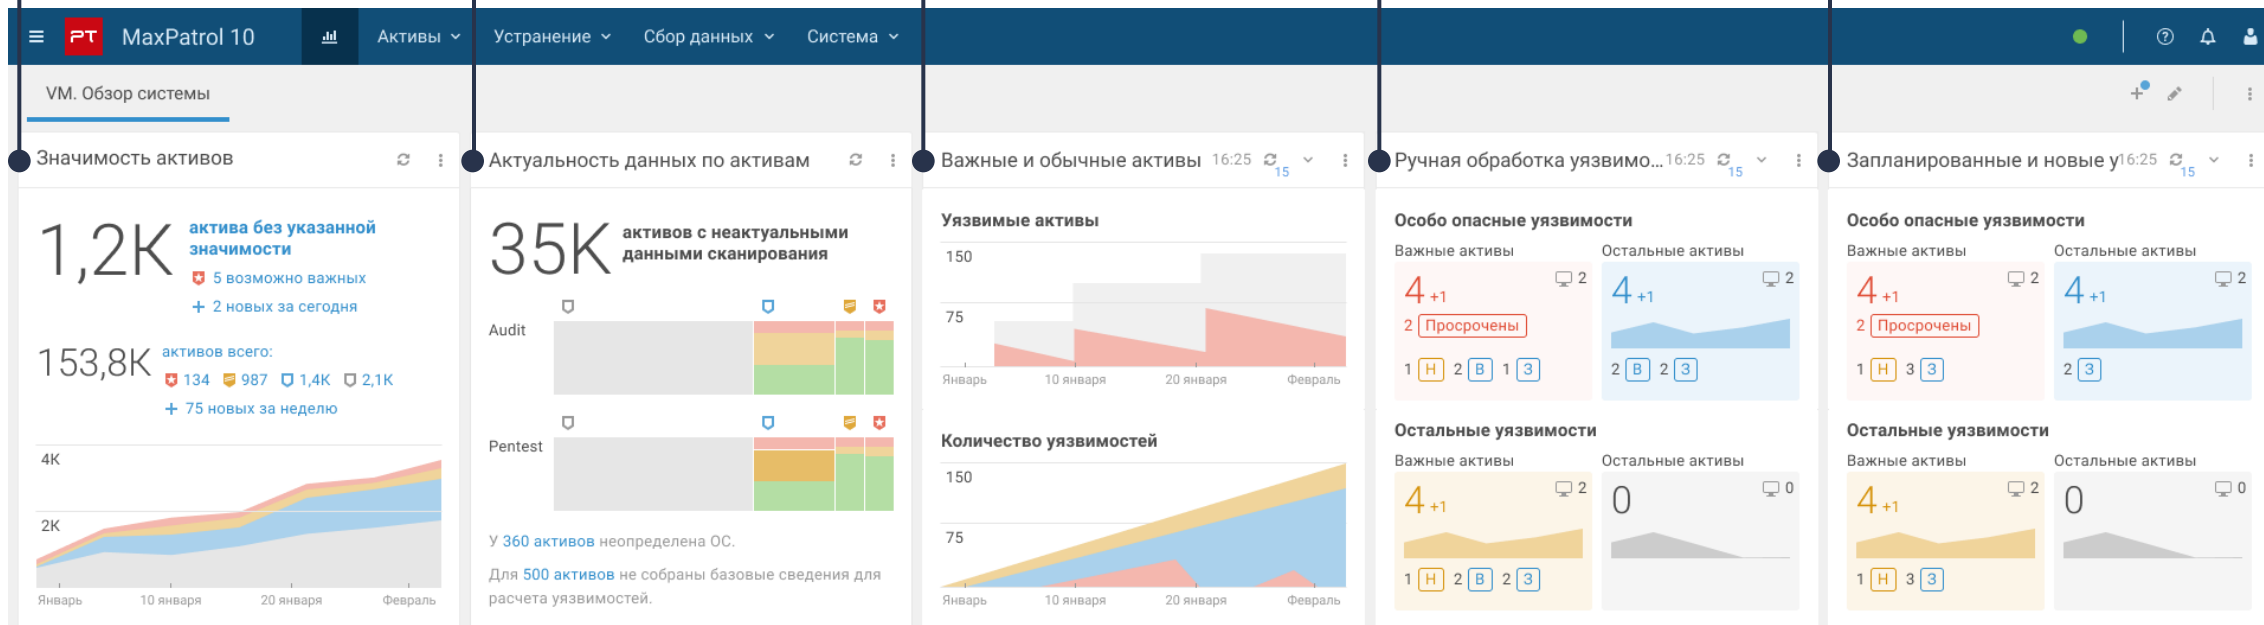 PT MaxPatrol 10 Активы Устранение Сбор данных Система
VM. Обзор системы
Значимость активов
1,2K актива без указанной
значимости
5 возможно важных
+ 2 новых за сегодня
153,8K активов всего:
134 987 1,4K 2,1K
+ 75 новых за неделю
4K
2K
Январь 10 января 20 января Февраль
Актуальность данных по активам
35K активов с неактуальными
данными сканирования
Audit
Pentest
У 360 активов неопределена ОС.
Для 500 активов не собраны базовые сведения для
расчета уязвимостей.
Важные и обычные активы 16:25 15
Уязвимые активы
150
75
Январь 10 января 20 января Февраль
Количество уязвимостей
150
75
Январь 10 января 20 января Февраль
Ручная обработка уязвимо... 16:25 15
Особо опасные уязвимости
Важные активы Остальные активы
4 +1 2 4 +1 2
2 Просрочены
1 Н 2 В 1 З 2 В 2 З
Остальные уязвимости
Важные активы Остальные активы
4 +1 2 0 0
1 Н 2 В 2 З
Запланированные и новые у 16:25 15
Особо опасные уязвимости
Важные активы Остальные активы
4 +1 2 4 +1 2
2 Просрочены
1 Н 3 З 2 З
Остальные уязвимости
Важные активы Остальные активы
4 +1 2 0 0
1 Н 3 З